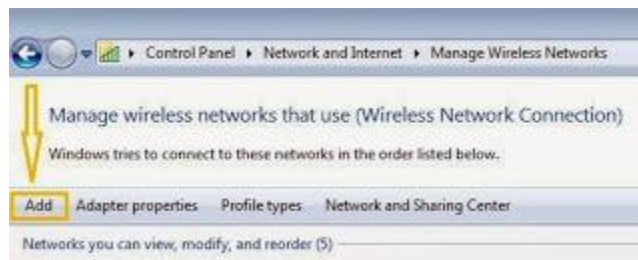 Control Panel Network and Internet Manage Wireless Networks
Manage wireless networks that use (Wireless Network Connection)
Windows tries to connect to these networks in the order listed below.
Add Adapter properties Profile types Network and Sharing Center
Networks you can view, modify, and reorder (5)